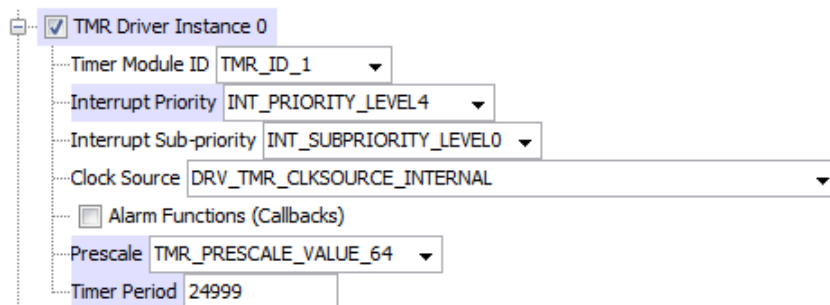 TMR Driver Instance 0
Timer Module ID TMR_ID_1
Interrupt Priority INT_PRIORITY_LEVEL4
Interrupt Sub-priority INT_SUBPRIORITY_LEVEL0
Clock Source DRV_TMR_CLKSOURCE_INTERNAL
Alarm Functions (Callbacks)
Prescale TMR_PRESCALE_VALUE_64
Timer Period 24999